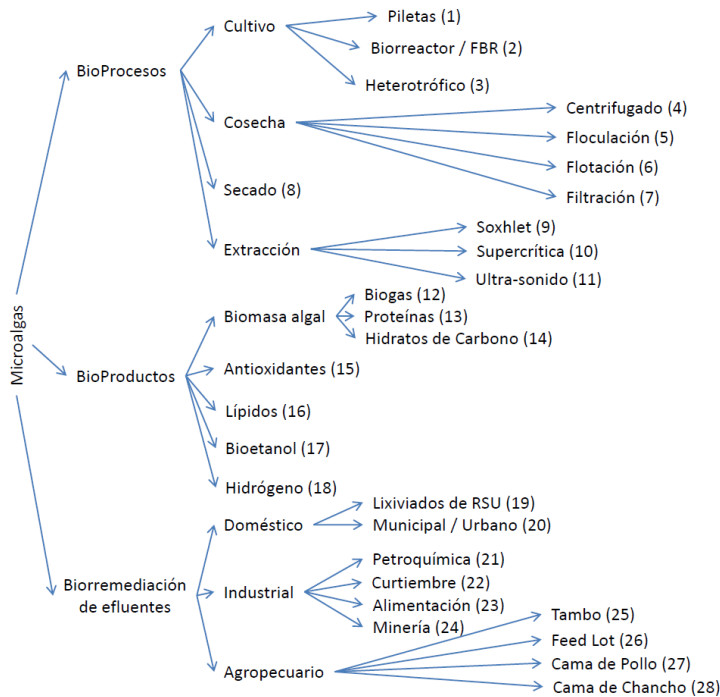 Microalgas
BioProcesos
Cultivo
Piletas (1)
Biorreactor / FBR (2)
Heterotrófico (3)
Cosecha
Centrifugado (4)
Floculación (5)
Flotación (6)
Filtración (7)
Secado (8)
Extracción
Soxhlet (9)
Supercrítica (10)
Ultra-sonido (11)
BioProductos
Biomasa algal
Biogas (12)
Proteínas (13)
Hidratos de Carbono (14)
Antioxidantes (15)
Lípidos (16)
Bioetanol (17)
Hidrógeno (18)
Biorremediación
de efluentes
Doméstico
Lixiviados de RSU (19)
Municipal / Urbano (20)
Industrial
Petroquímica (21)
Curtiembre (22)
Alimentación (23)
Minería (24)
Agropecuario
Tambo (25)
Feed Lot (26)
Cama de Pollo (27)
Cama de Chancho (28)